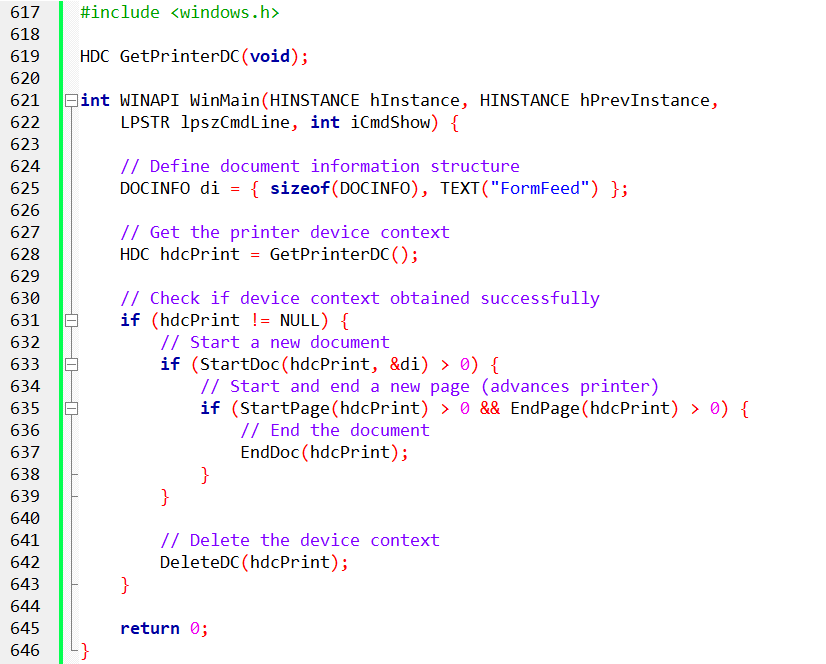 617 #include <windows.h>
618
619 HDC GetPrinterDC(void);
620
621 int WINAPI WinMain(HINSTANCE hInstance, HINSTANCE hPrevInstance,
622     LPSTR lpszCmdLine, int iCmdShow) {
623
624     // Define document information structure
625     DOCINFO di = { sizeof(DOCINFO), TEXT("FormFeed") };
626
627     // Get the printer device context
628     HDC hdcPrint = GetPrinterDC();
629
630     // Check if device context obtained successfully
631     if (hdcPrint != NULL) {
632         // Start a new document
633         if (StartDoc(hdcPrint, &di) > 0) {
634             // Start and end a new page (advances printer)
635             if (StartPage(hdcPrint) > 0 && EndPage(hdcPrint) > 0) {
636                 // End the document
637                 EndDoc(hdcPrint);
638             }
639         }
640
641         // Delete the device context
642         DeleteDC(hdcPrint);
643     }
644
645     return 0;
646 }